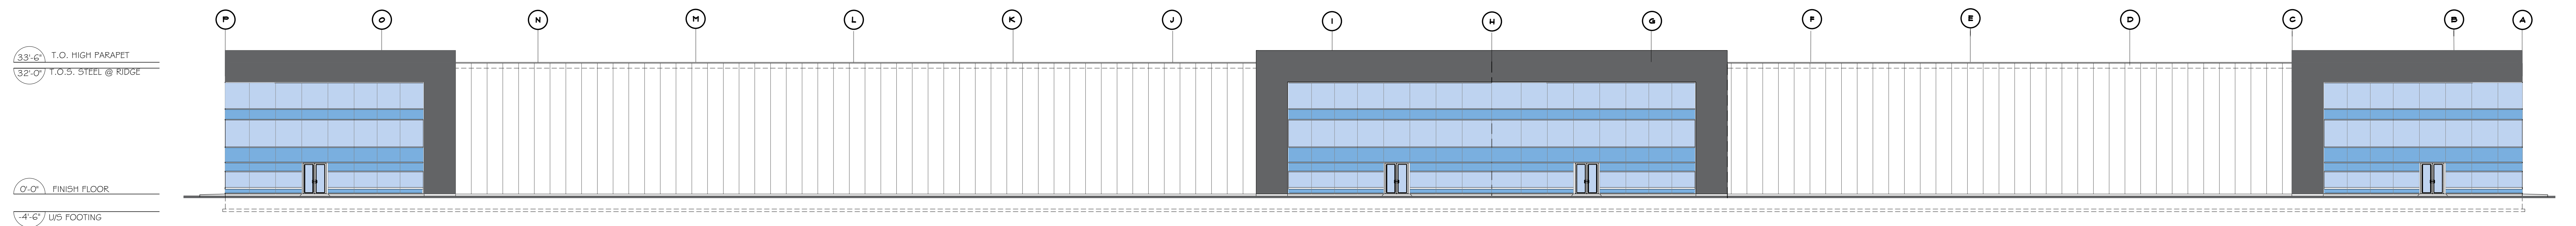 P O N M L K J I H G F E D C B A
33'-6" T.O. HIGH PARAPET
32'-0" T.O.S. STEEL @ RIDGE
0'-0" FINISH FLOOR
-4'-6" U/S FOOTING